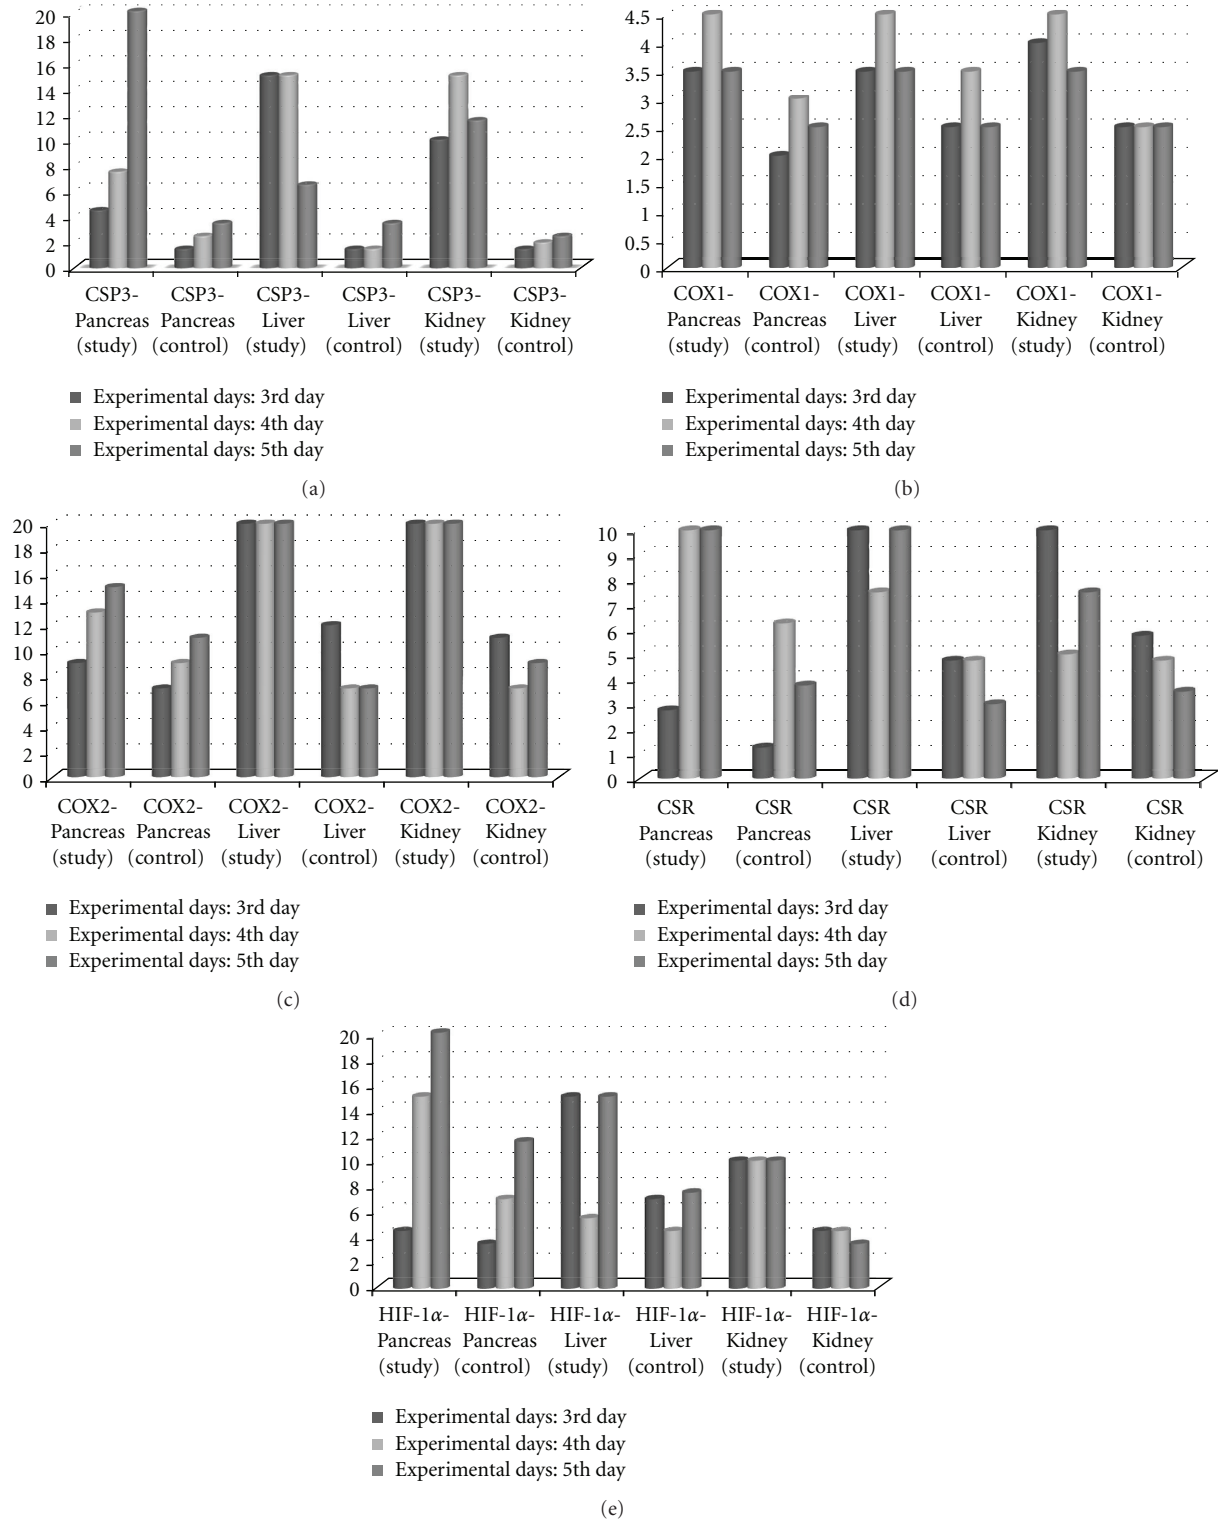 20
18
16
14
12
10
8
6
4
2
0
CSP3- CSP3- CSP3- CSP3- CSP3- CSP3-
Pancreas Pancreas Liver Liver Kidney Kidney
(study) (control) (study) (control) (study) (control)
Experimental days: 3rd day
Experimental days: 4th day
Experimental days: 5th day
(a)
4.5
4
3.5
3
2.5
2
1.5
1
0.5
0
COX1- COX1- COX1- COX1- COX1- COX1-
Pancreas Pancreas Liver Liver Kidney Kidney
(study) (control) (study) (control) (study) (control)
Experimental days: 3rd day
Experimental days: 4th day
Experimental days: 5th day
(b)
20
18
16
14
12
10
8
6
4
2
0
COX2- COX2- COX2- COX2- COX2- COX2-
Pancreas Pancreas Liver Liver Kidney Kidney
(study) (control) (study) (control) (study) (control)
Experimental days: 3rd day
Experimental days: 4th day
Experimental days: 5th day
(c)
10
9
8
7
6
5
4
3
2
1
0
CSR CSR CSR CSR CSR CSR
Pancreas Pancreas Liver Liver Kidney Kidney
(study) (control) (study) (control) (study) (control)
Experimental days: 3rd day
Experimental days: 4th day
Experimental days: 5th day
(d)
20
18
16
14
12
10
8
6
4
2
0
HIF-1α- HIF-1α- HIF-1α- HIF-1α- HIF-1α- HIF-1α-
Pancreas Pancreas Liver Liver Kidney Kidney
(study) (control) (study) (control) (study) (control)
Experimental days: 3rd day
Experimental days: 4th day
Experimental days: 5th day
(e)